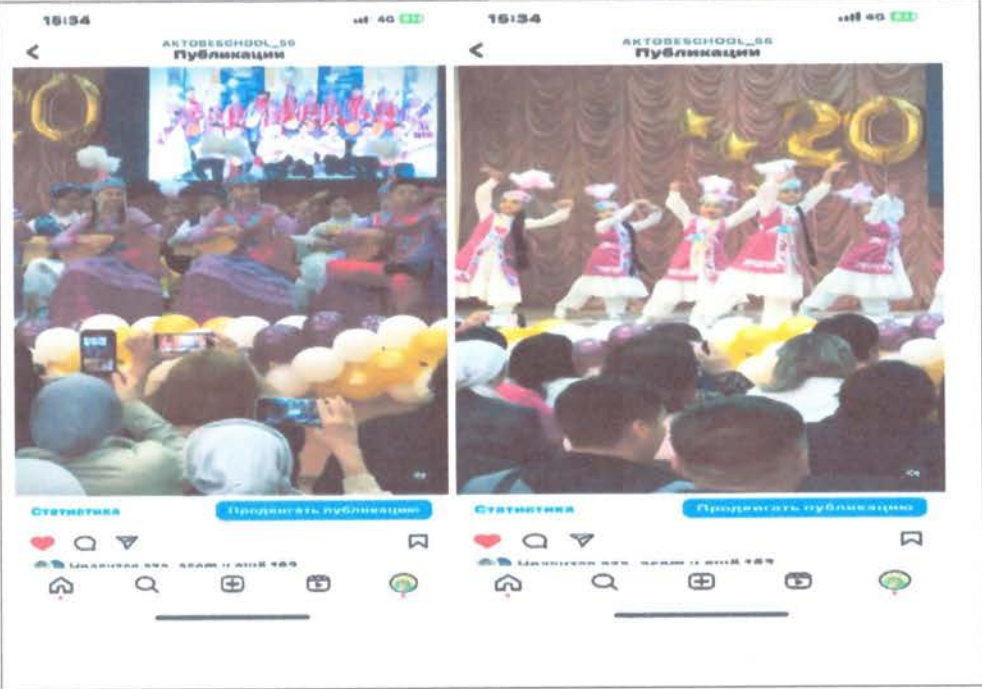 15:34
4G
AKTOBESCHOOL_56
Публикации
20
Статистика
Продвигать публикацию
15:34
4G
AKTOBESCHOOL_56
Публикации
20
Статистика
Продвигать публикацию